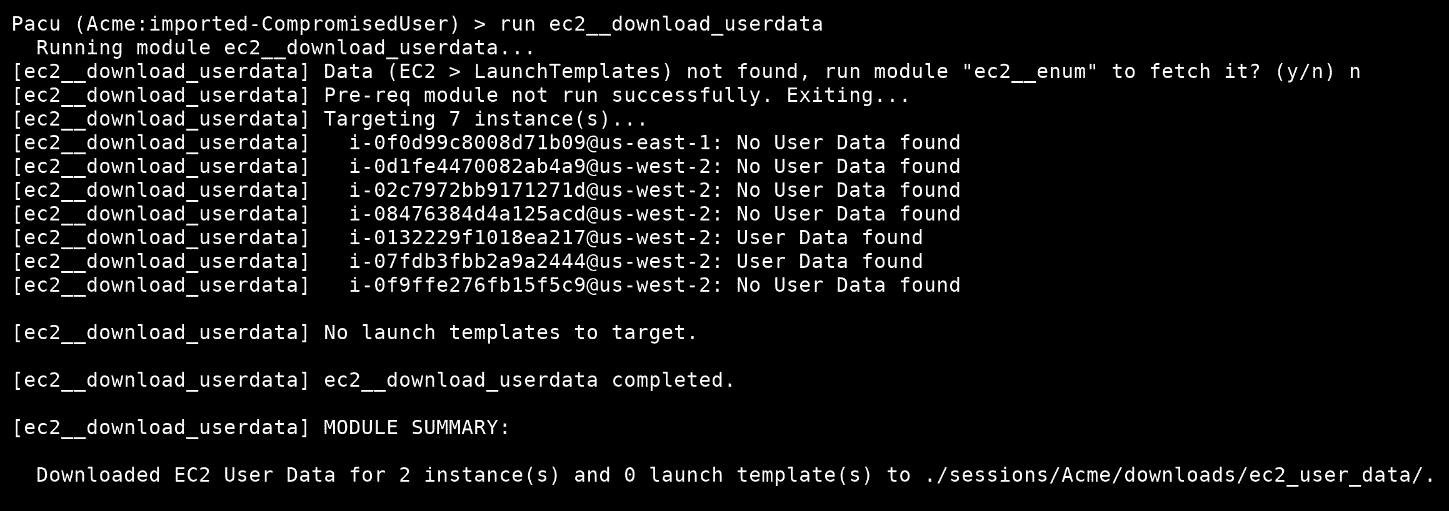 Pacu (Acme:imported-CompromisedUser) > run ec2__download_userdata
  Running module ec2__download_userdata...
[ec2__download_userdata] Data (EC2 > LaunchTemplates) not found, run module "ec2__enum" to fetch it? (y/n) n
[ec2__download_userdata] Pre-req module not run successfully. Exiting...
[ec2__download_userdata] Targeting 7 instance(s)...
[ec2__download_userdata]   i-0f0d99c8008d71b09@us-east-1: No User Data found
[ec2__download_userdata]   i-0d1fe4470082ab4a9@us-west-2: No User Data found
[ec2__download_userdata]   i-02c7972bb9171271d@us-west-2: No User Data found
[ec2__download_userdata]   i-08476384d4a125acd@us-west-2: No User Data found
[ec2__download_userdata]   i-0132229f1018ea217@us-west-2: User Data found
[ec2__download_userdata]   i-07fdb3fbb2a9a2444@us-west-2: User Data found
[ec2__download_userdata]   i-0f9ffe276fb15f5c9@us-west-2: No User Data found
[ec2__download_userdata] No launch templates to target.
[ec2__download_userdata] ec2__download_userdata completed.
[ec2__download_userdata] MODULE SUMMARY:
  Downloaded EC2 User Data for 2 instance(s) and 0 launch template(s) to ./sessions/Acme/downloads/ec2_user_data/.